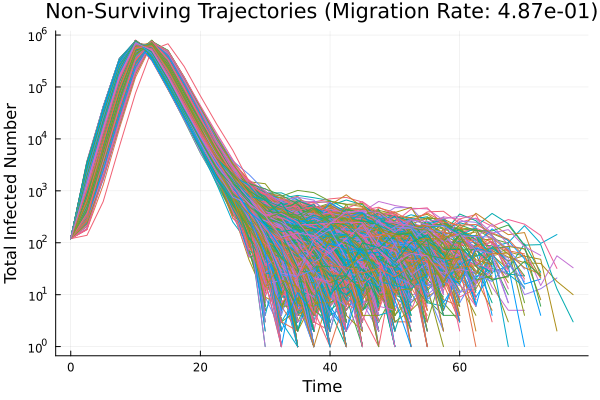 Non-Surviving Trajectories (Migration Rate: 4.87e-01)
Total Infected Number
10⁶
10⁵
10⁴
10³
10²
10¹
10⁰
0 20 40 60
Time